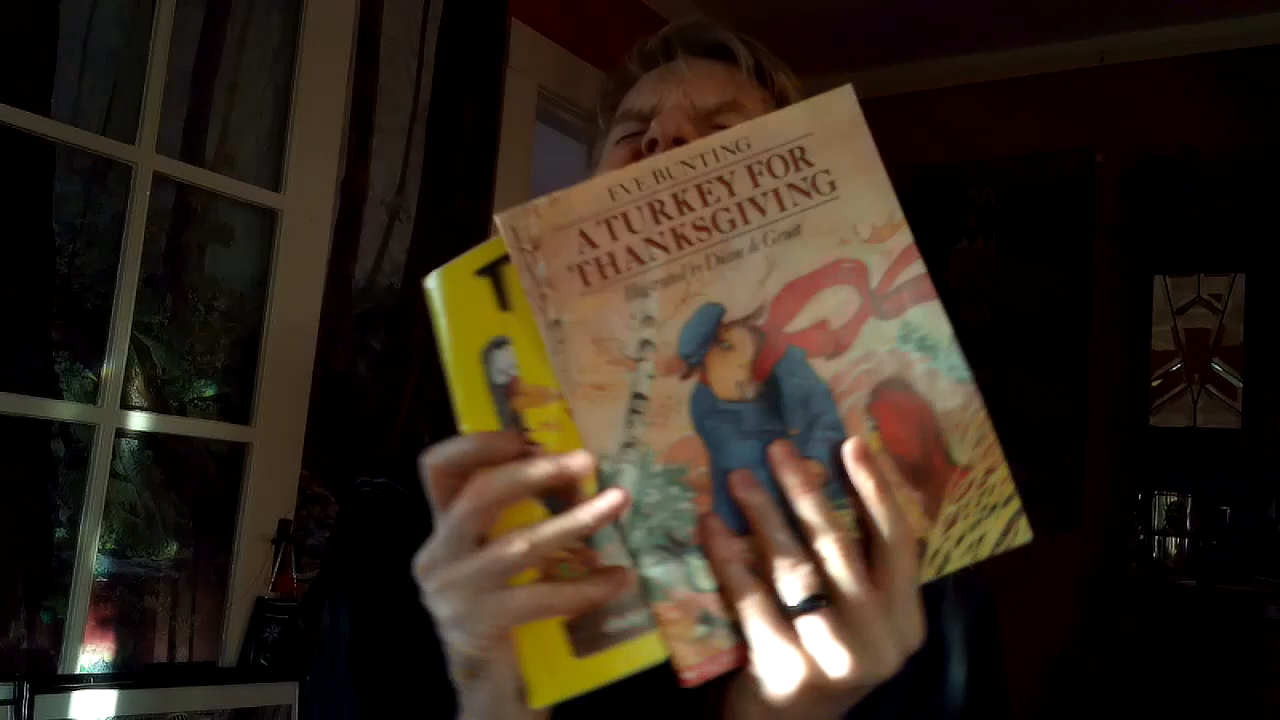 EVE BUNTING
A TURKEY FOR
THANKSGIVING
Illustrated by Diane de Groat
T